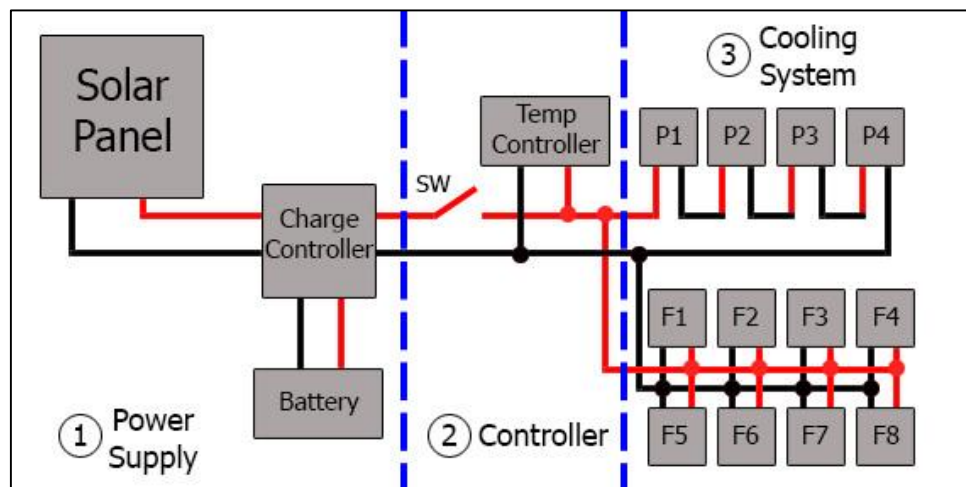 Solar
Panel
SW
Temp
Controller
3 Cooling
System
P1 P2 P3 P4
Charge
Controller
F1 F2 F3 F4
Battery
F5 F6 F7 F8
1 Power
Supply
2 Controller